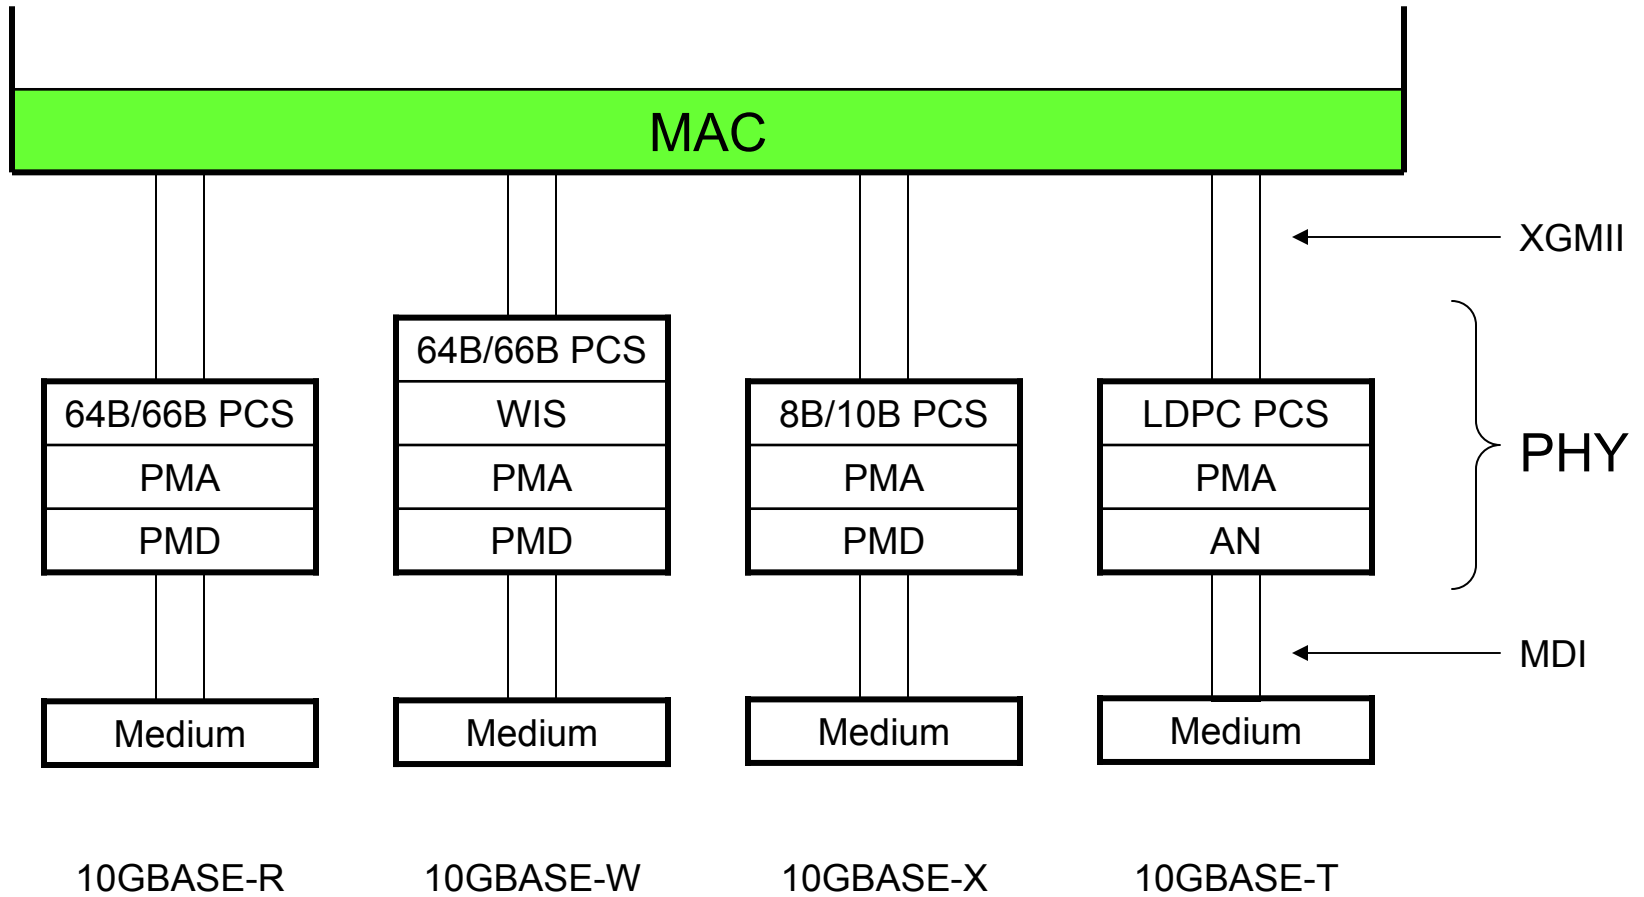 MAC
XGMII
64B/66B PCS
64B/66B PCS
WIS
8B/10B PCS
LDPC PCS
PHY
PMA
PMA
PMA
PMA
PMD
PMD
PMD
AN
MDI
Medium
Medium
Medium
Medium
10GBASE-R
10GBASE-W
10GBASE-X
10GBASE-T